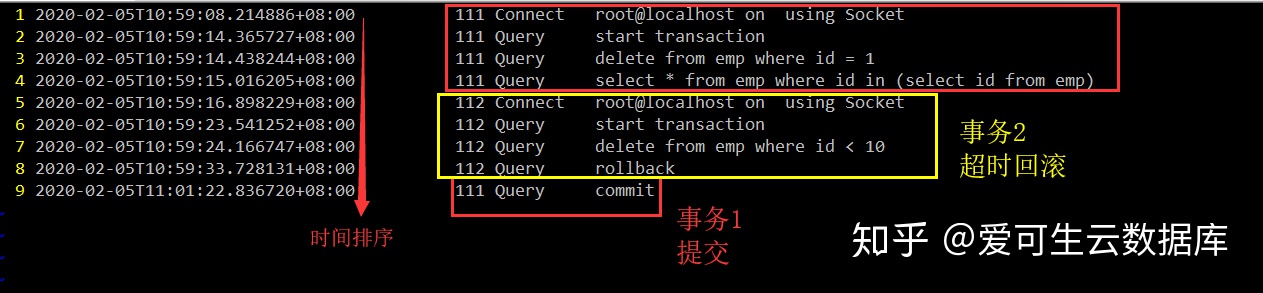 1 2020-02-05T10:59:08.214886+08:00 111 Connect root@localhost on using Socket
2 2020-02-05T10:59:14.365727+08:00 111 Query start transaction
3 2020-02-05T10:59:14.438244+08:00 111 Query delete from emp where id = 1
4 2020-02-05T10:59:15.016205+08:00 111 Query select * from emp where id in (select id from emp)
5 2020-02-05T10:59:16.898229+08:00 112 Connect root@localhost on using Socket
6 2020-02-05T10:59:23.541252+08:00 112 Query start transaction
7 2020-02-05T10:59:24.166747+08:00 112 Query delete from emp where id < 10
8 2020-02-05T10:59:33.728131+08:00 112 Query rollback
9 2020-02-05T11:01:22.836720+08:00 111 Query commit
事务2
超时回滚
时间排序
事务1
提交
知乎 @爱可生云数据库